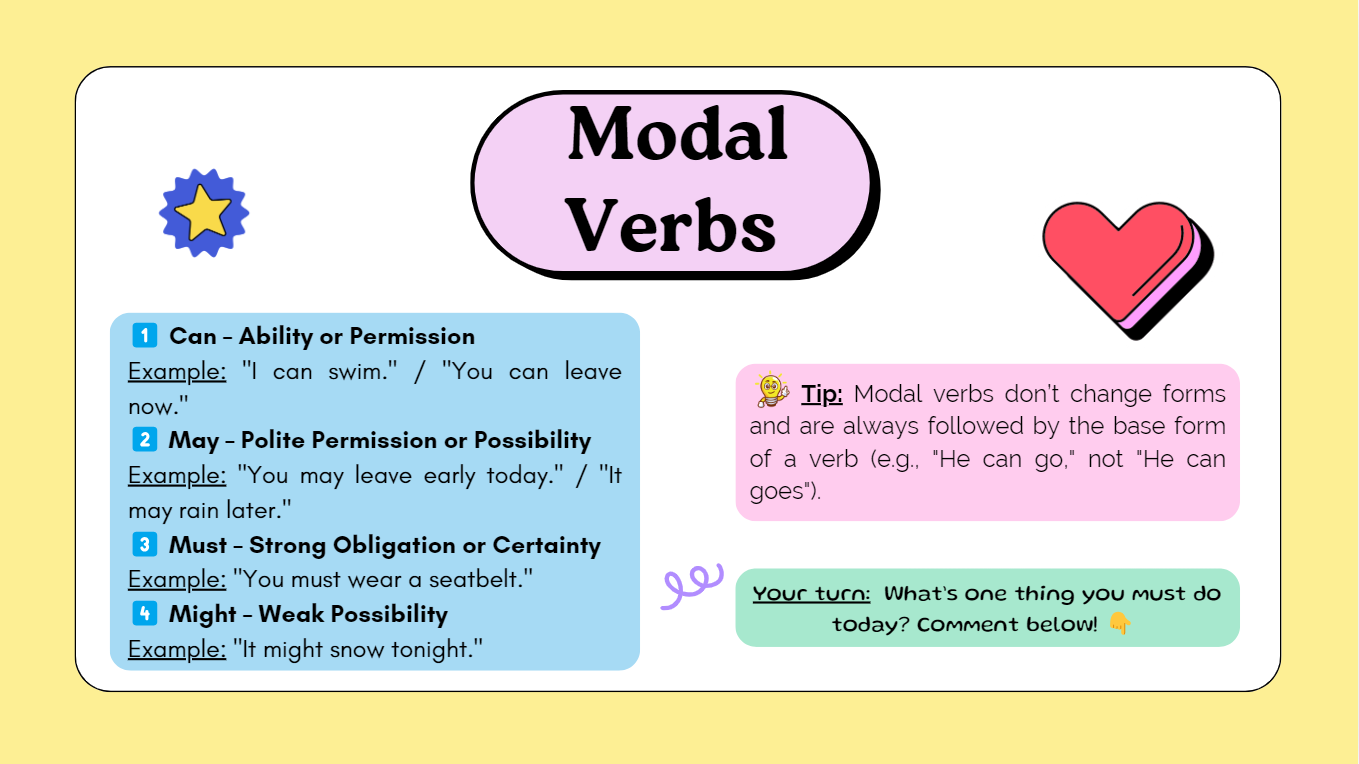 Modal
Verbs
1 Can – Ability or Permission
Example: "I can swim." / "You can leave
now."
2 May – Polite Permission or Possibility
Example: "You may leave early today." / "It
may rain later."
3 Must – Strong Obligation or Certainty
Example: "You must wear a seatbelt."
4 Might – Weak Possibility
Example: "It might snow tonight."
Tip: Modal verbs don't change forms
and are always followed by the base form
of a verb (e.g., "He can go," not "He can
goes").
Your turn: What's one thing you must do
today? Comment below! 👇